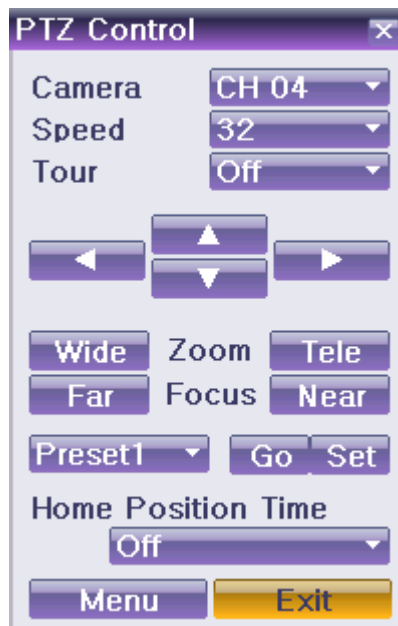 PTZ Control
Camera CH 04
Speed 32
Tour Off
Wide Zoom Tele
Far Focus Near
Preset1 Go Set
Home Position Time
Off
Menu Exit